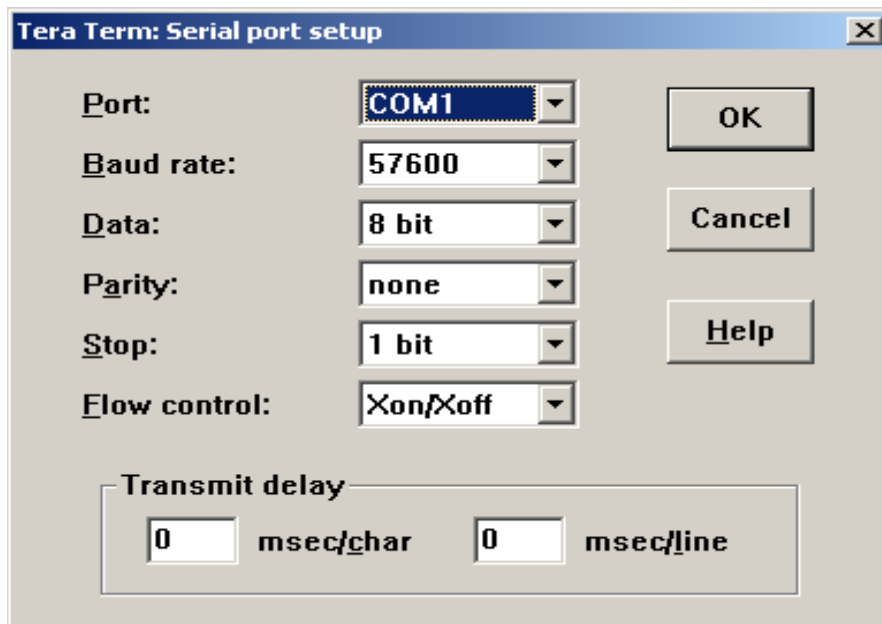 Tera Term: Serial port setup
Port: COM1 OK
Baud rate: 57600
Data: 8 bit Cancel
Parity: none
Stop: 1 bit Help
Flow control: Xon/Xoff
Transmit delay
0 msec/char 0 msec/line